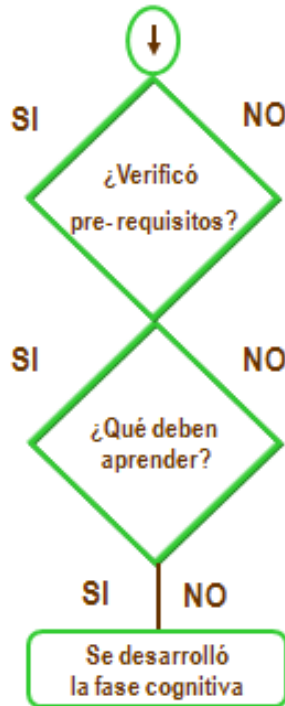 SI NO
¿Verificó
pre- requisitos?
SI NO
¿Qué deben
aprender?
SI NO
Se desarrolló
la fase cognitiva